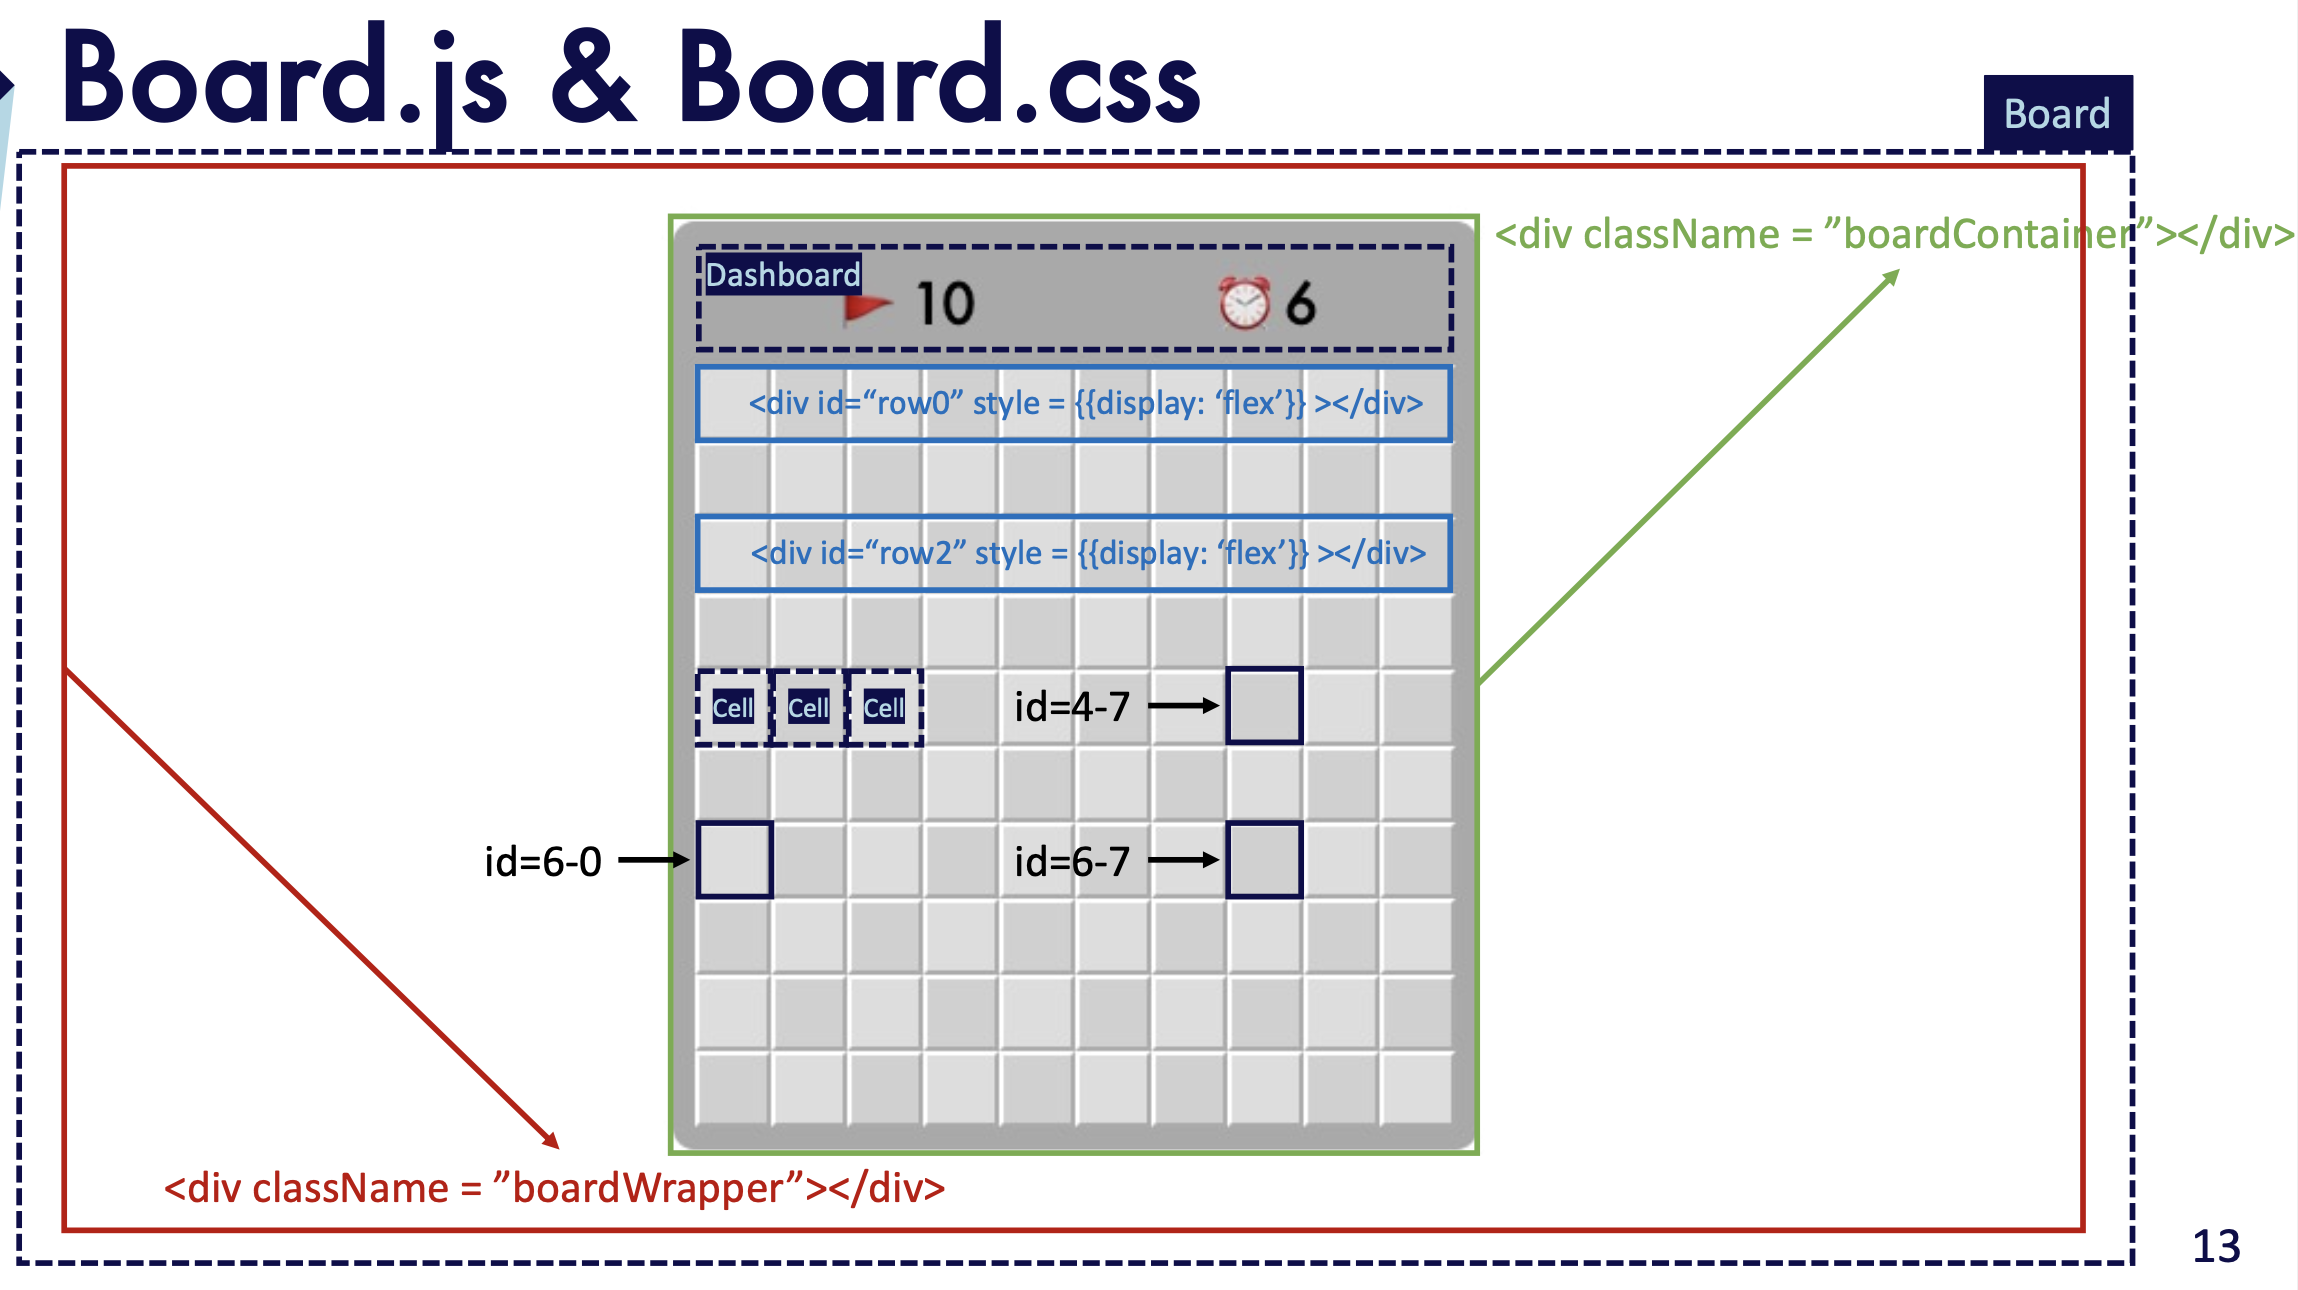 Board.js & Board.css
Board
<div className = ”boardContainer”></div>
Dashboard
10
6
<div id=“row0” style = {{display: ‘flex’}} ></div>
<div id=“row2” style = {{display: ‘flex’}} ></div>
Cell Cell Cell
id=4-7
id=6-0
id=6-7
<div className = ”boardWrapper”></div>
13